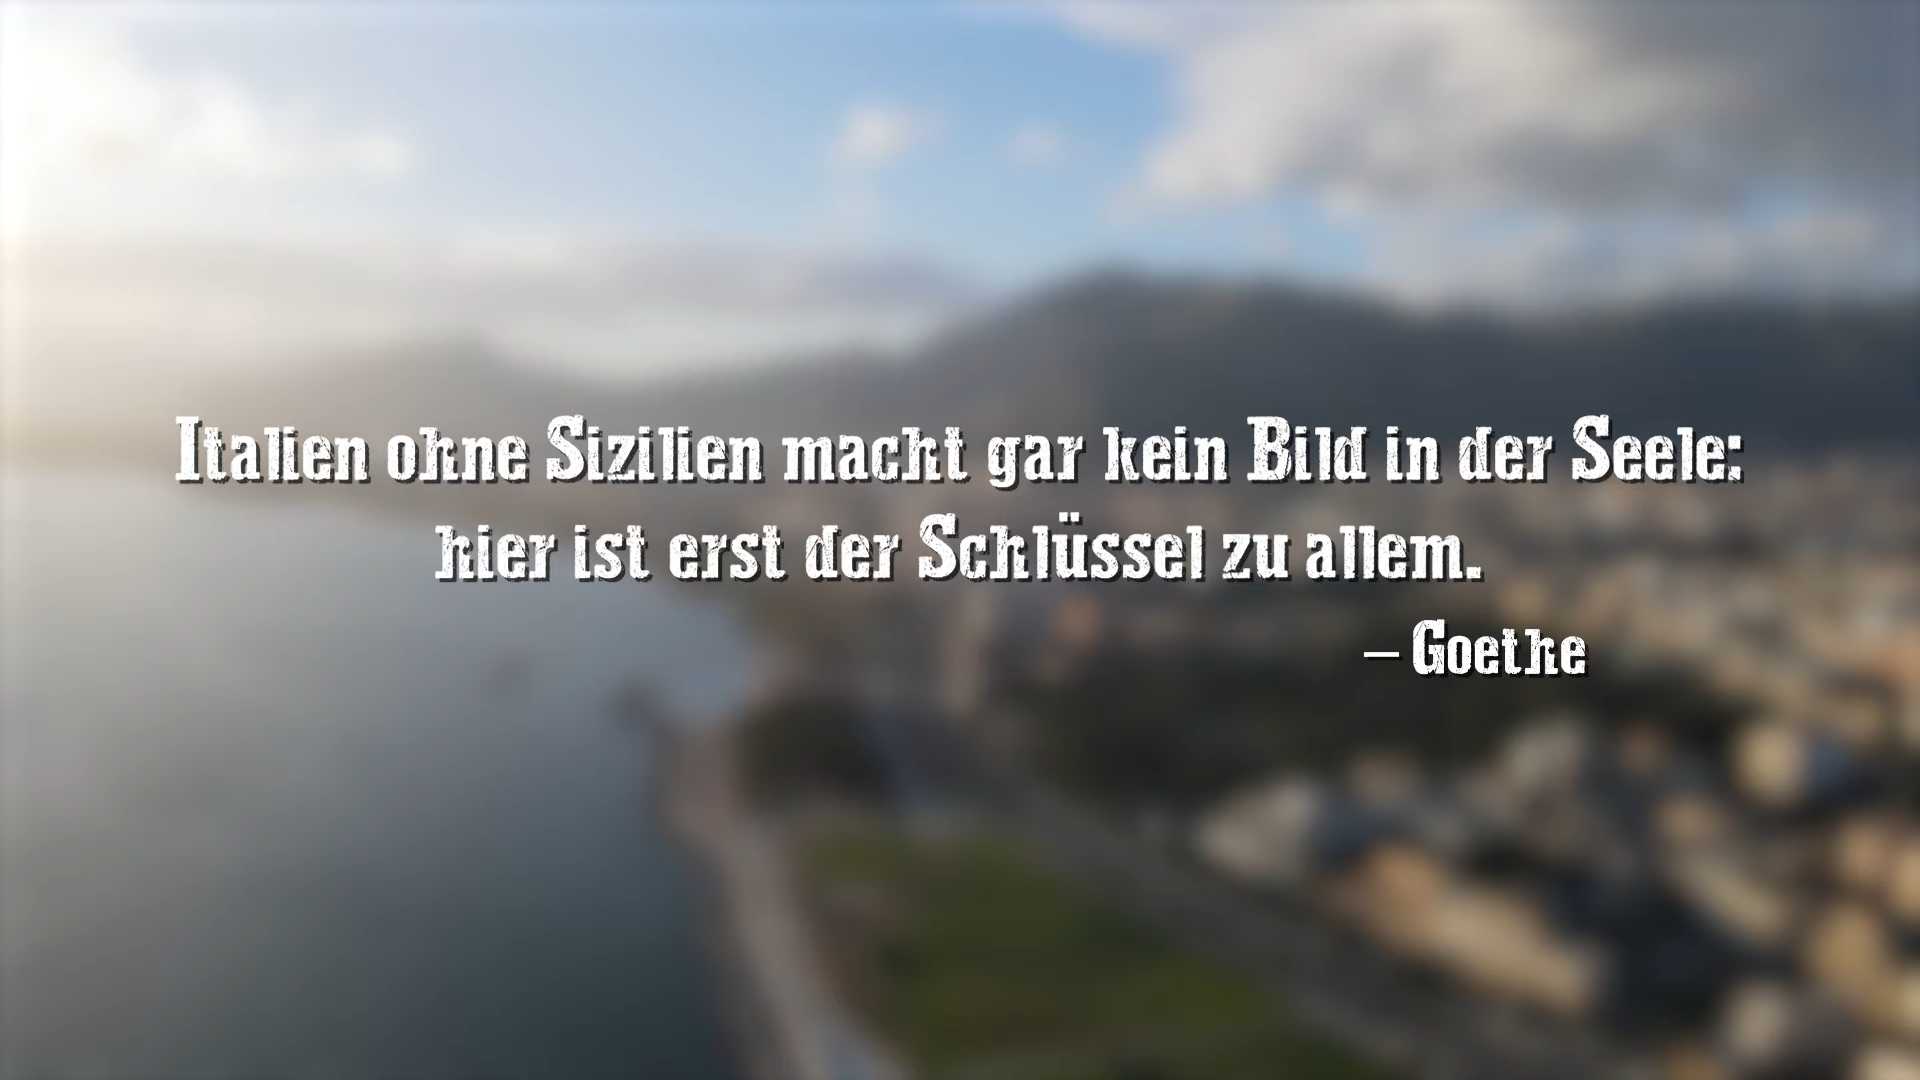 Italien ohne Sizilien macht gar kein Bild in der Seele:
hier ist erst der Schlüssel zu allem.
– Goethe